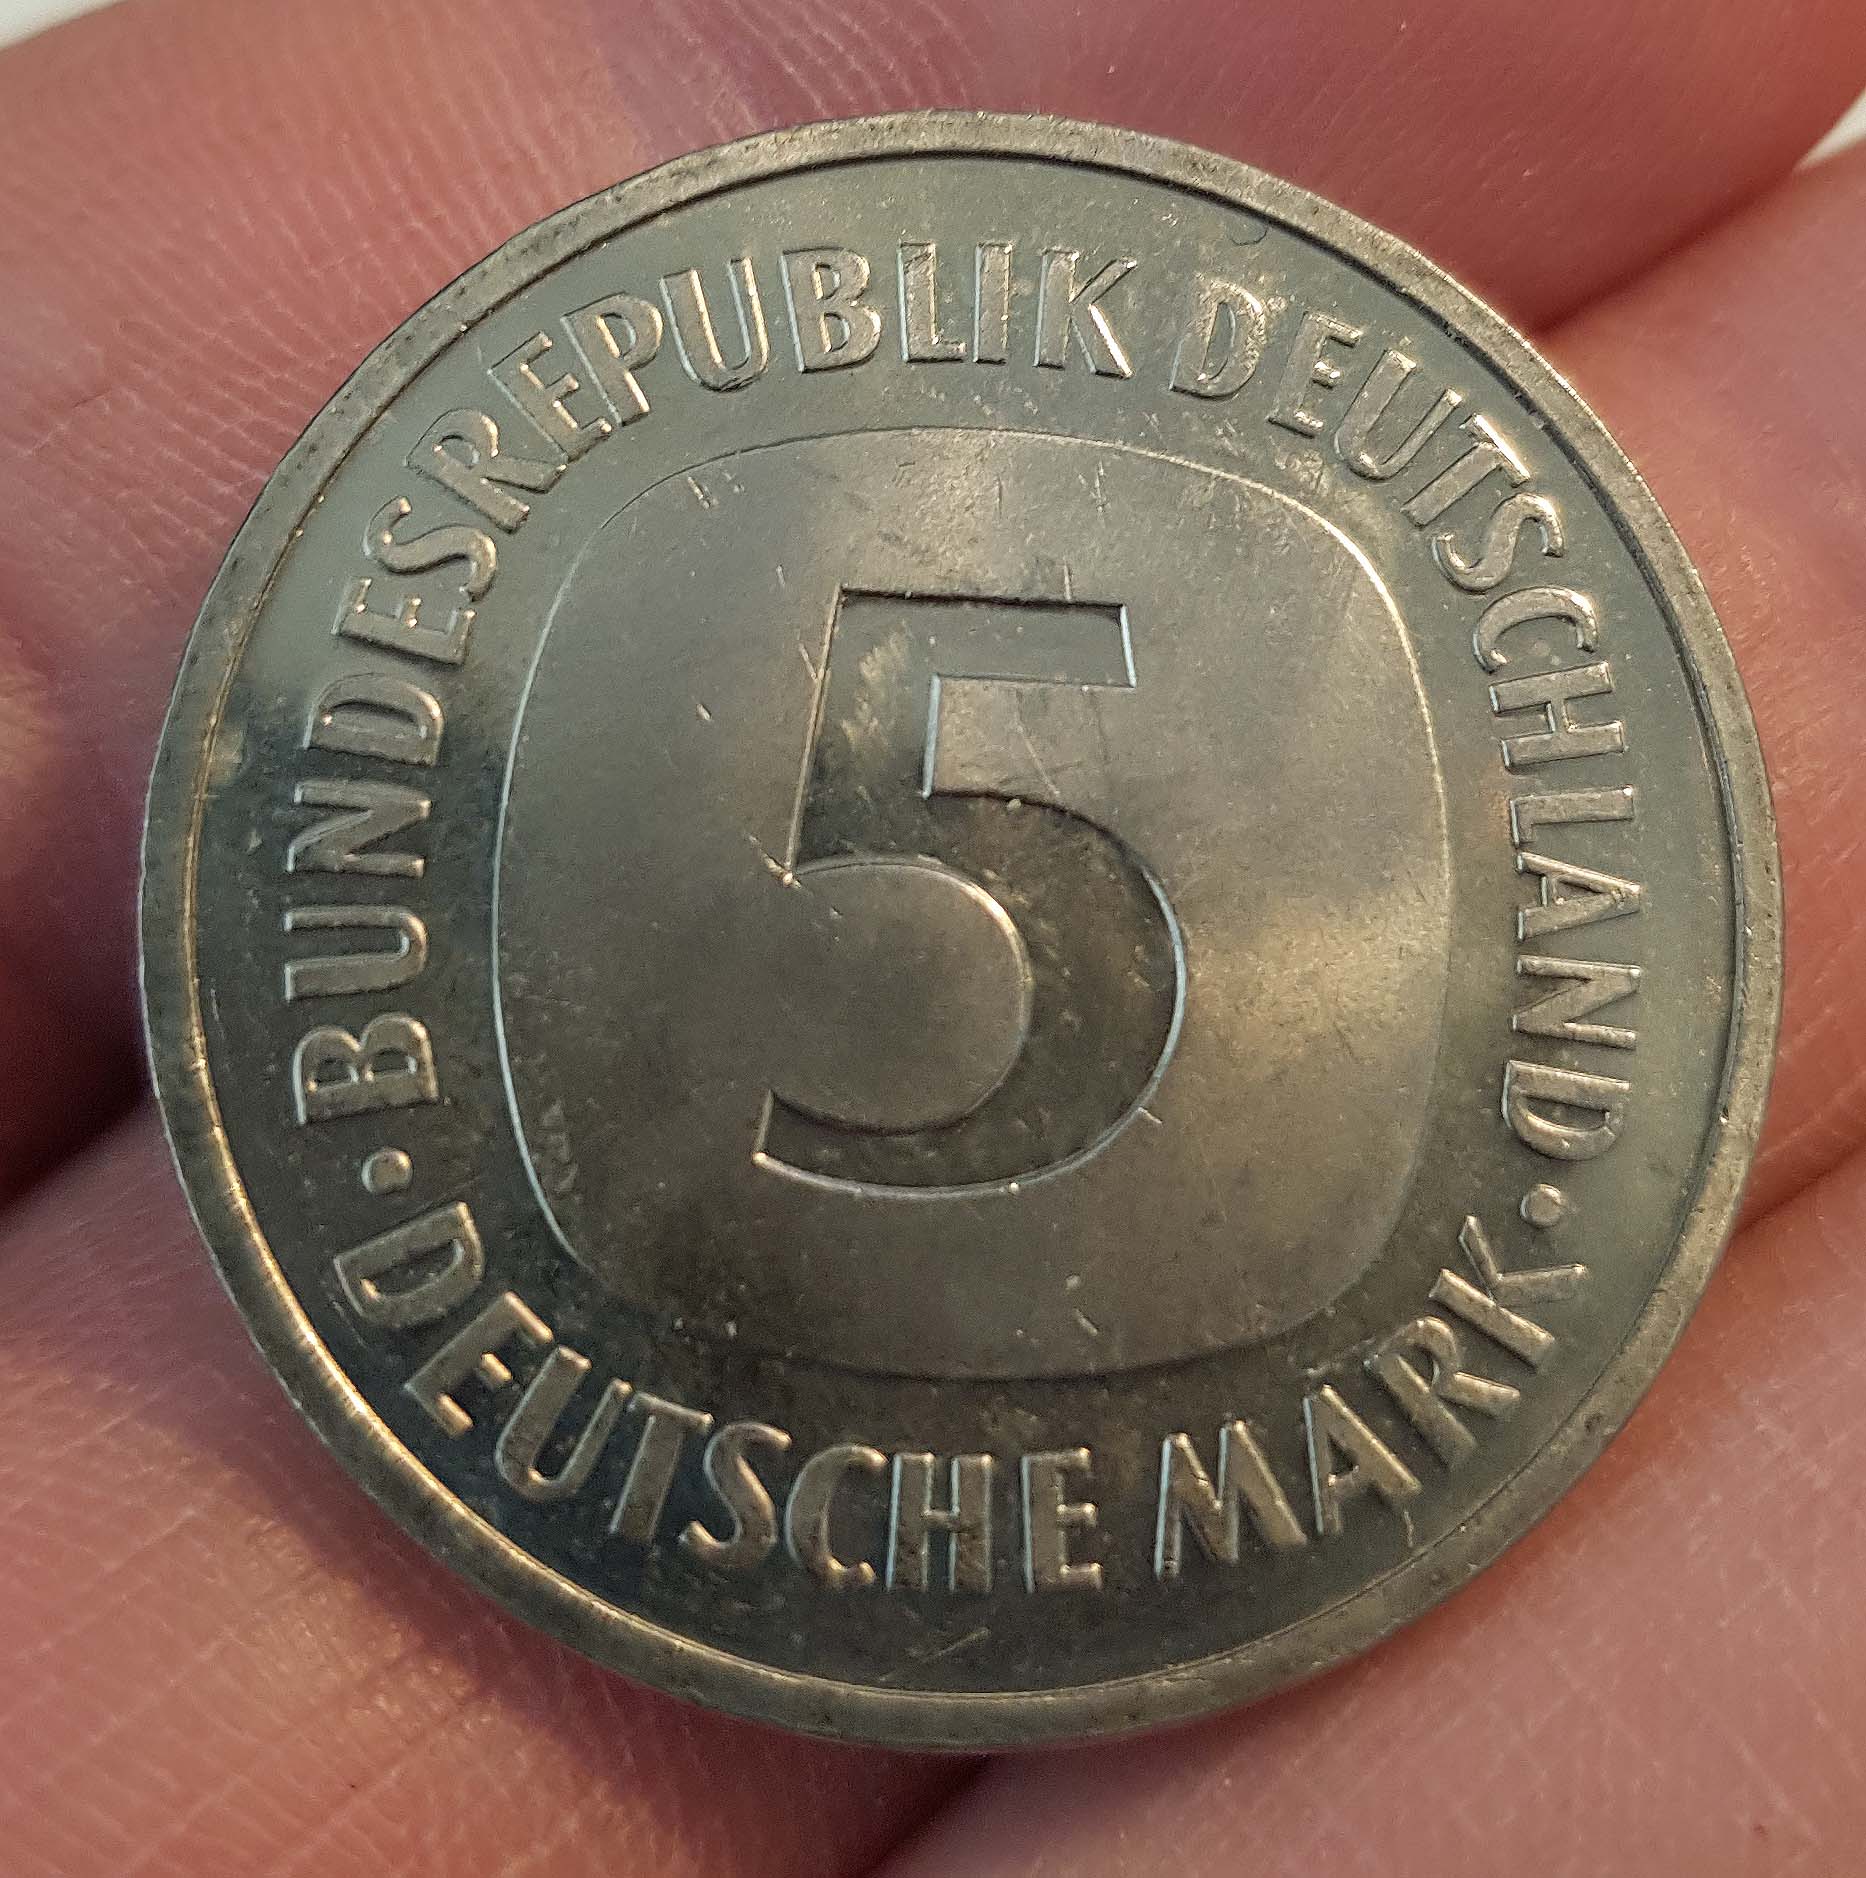 BUNDESREPUBLIK DEUTSCHLAND
5
DEUTSCHE MARK